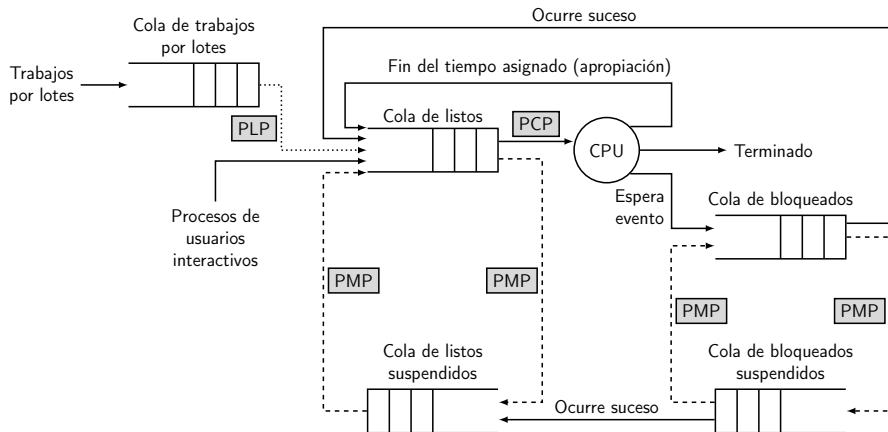 Ocurre suceso
Cola de trabajos
por lotes
Trabajos
por lotes
Fin del tiempo asignado (apropiación)
Cola de listos
PLP
PCP
CPU
Terminado
Espera
evento
Cola de bloqueados
Procesos de
usuarios
interactivos
PMP
PMP
PMP
PMP
Cola de listos
suspendidos
Cola de bloqueados
suspendidos
Ocurre suceso